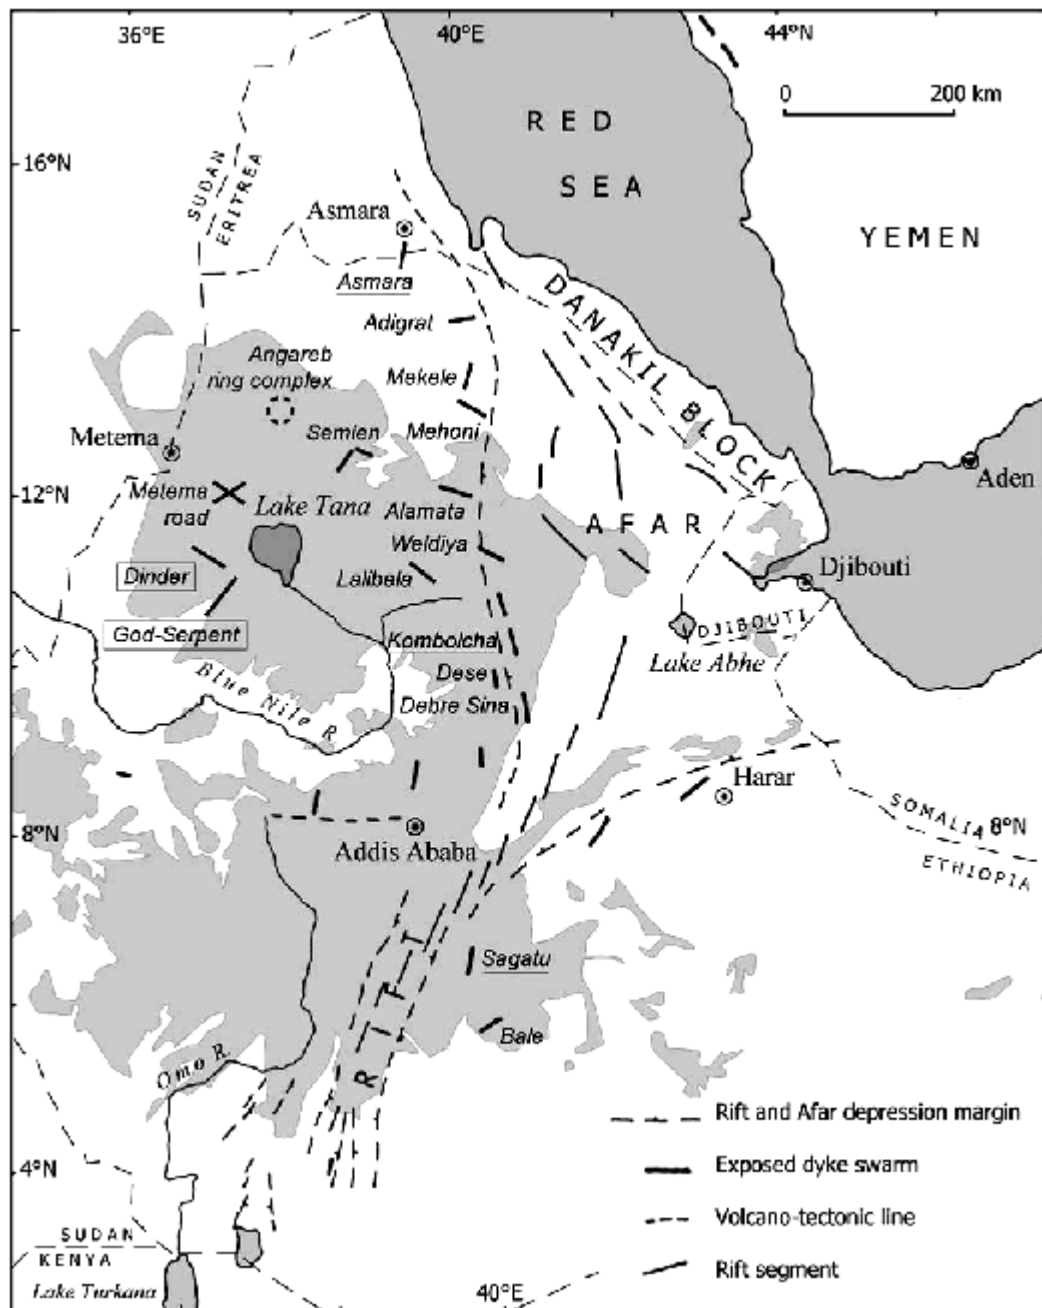 36°E
40°E
44°N
0
200 km
RED
SEA
16°N
SUDAN
ERITREA
Asmara
YEMEN
Asmara
DANAKIL BLOCK
Adigrat
Angareb
ring complex
Mekele
Metema
Semien
Mehoni
Aden
12°N
Metema
road
Lake Tana
Alamata
AFAR
Weldiya
Dinder
Lalibela
Djibouti
God-Serpent
Kombolcha
DJIBOUTI
Lake Abhe
Blue Nile R.
Dese
Debre Sina
Harar
8°N
Addis Ababa
SOMALIA
8°N
ETHIOPIA
Sagatu
RIFT
Bale
Omo R.
Rift and Afar depression margin
4°N
Exposed dyke swarm
Volcano-tectonic line
SUDAN
KENYA
Rift segment
Lake Turkana
40°E